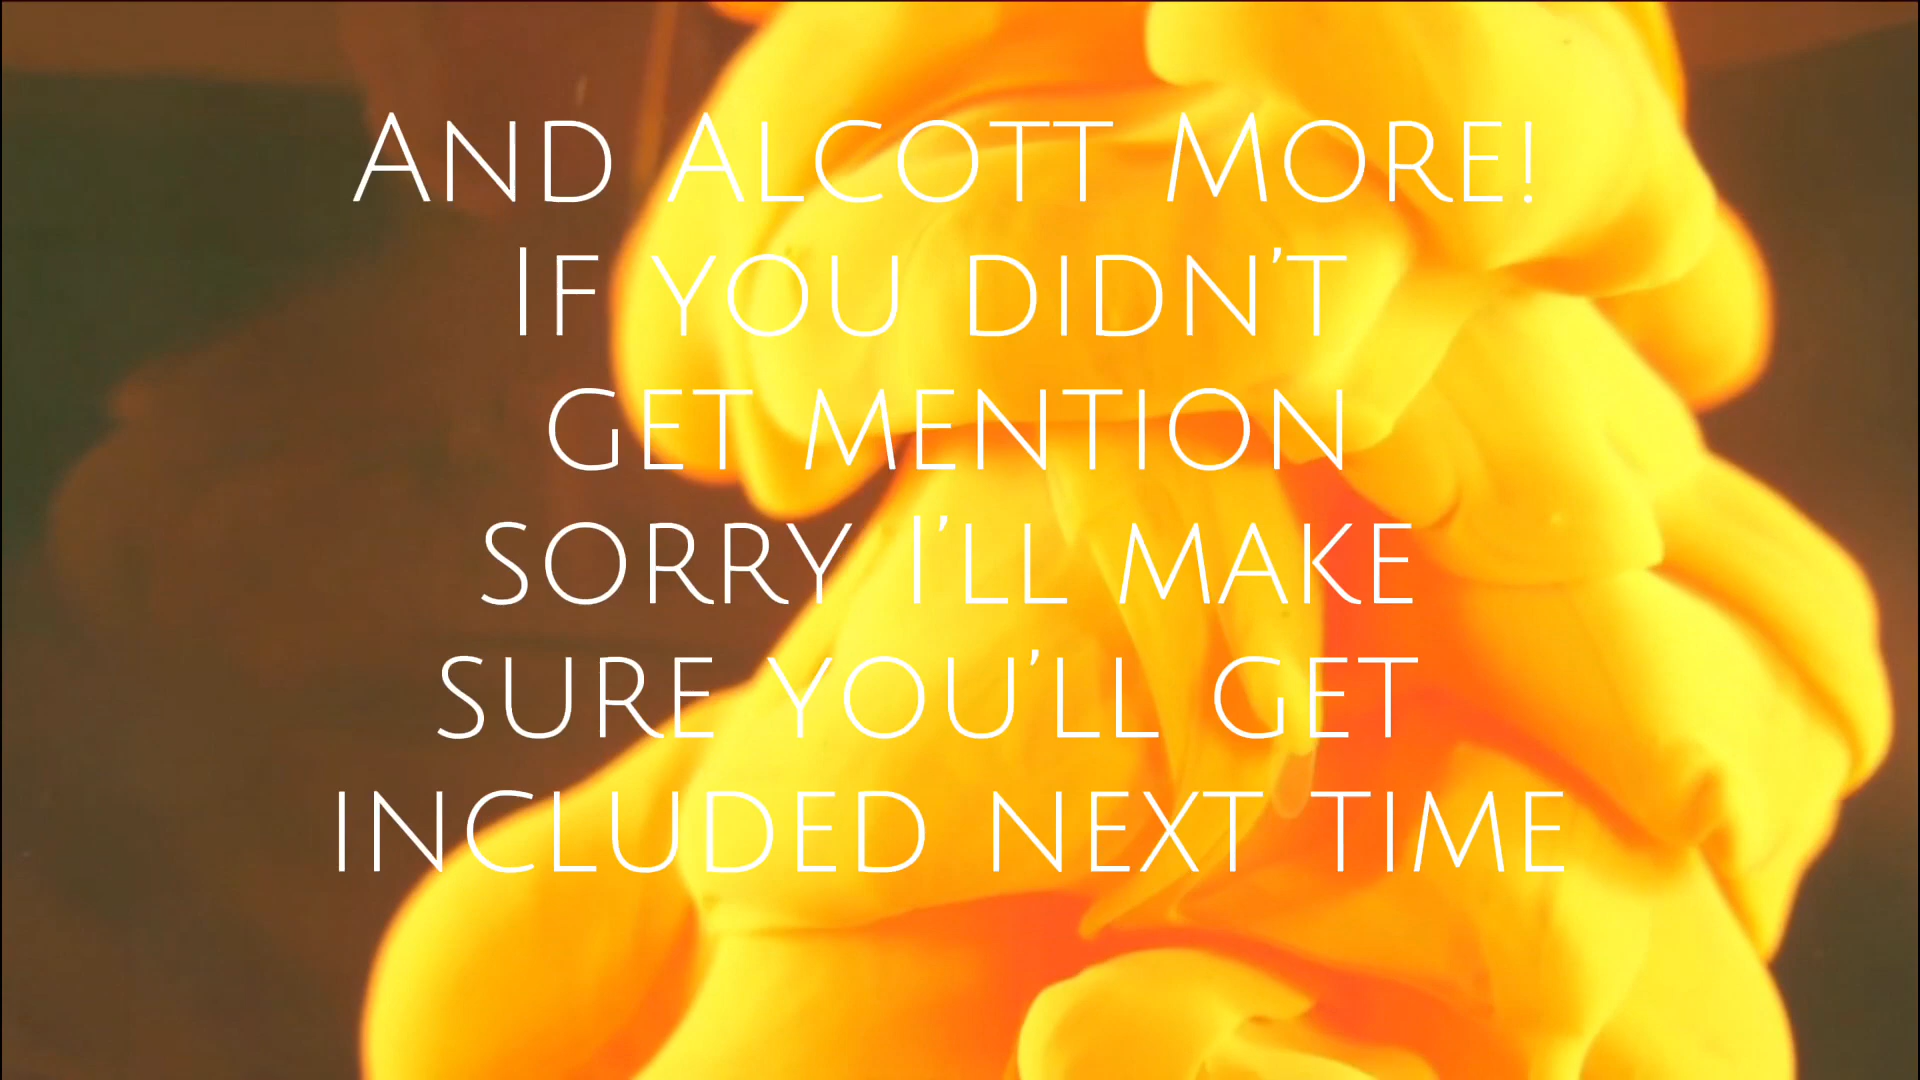 And Alcott More!
If you didn't
get mention
sorry I'll make
sure you'll get
included next time